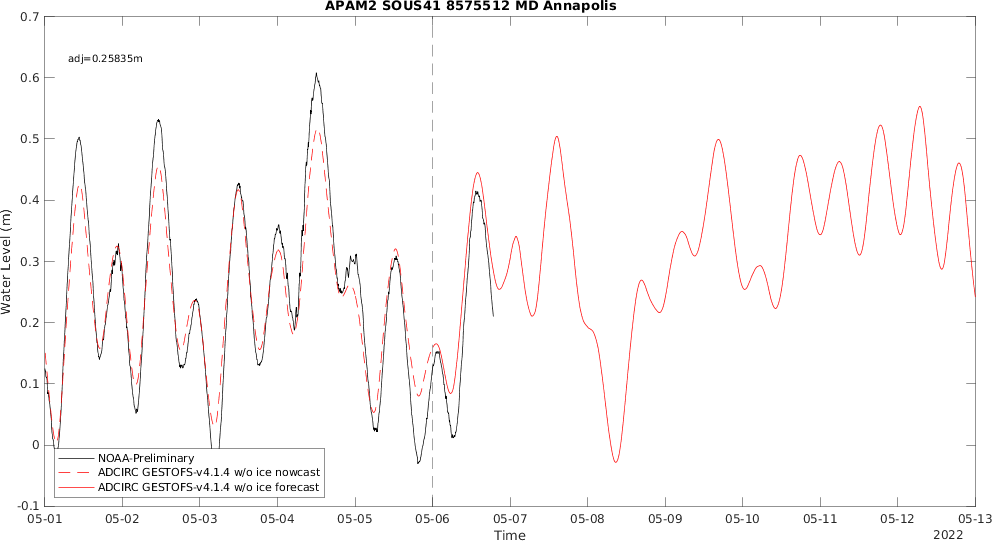 APAM2 SOUS41 8575512 MD Annapolis
adj=0.25835m
0.7
0.6
0.5
0.4
0.3
0.2
0.1
0
-0.1
Water Level (m)
NOAA-Preliminary
ADCIRC GESTOFS-v4.1.4 w/o ice nowcast
ADCIRC GESTOFS-v4.1.4 w/o ice forecast
05-01 05-02 05-03 05-04 05-05 05-06 05-07 05-08 05-09 05-10 05-11 05-12 05-13
Time
2022